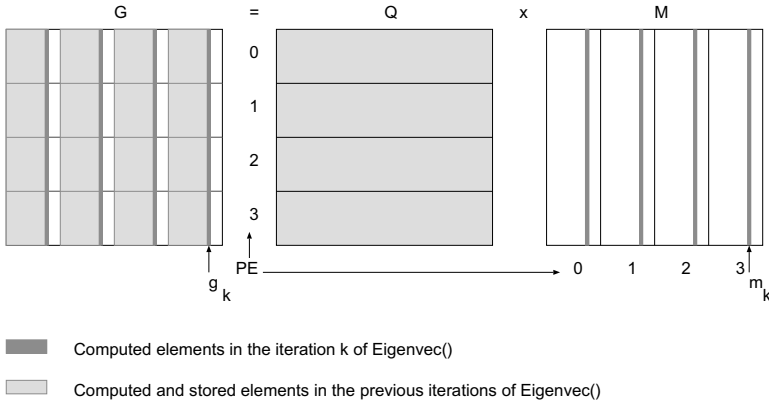 G = Q x M
0
1
2
3
PE 0 1 2 3
g k
m k
Computed elements in the iteration k of Eigenvec()
Computed and stored elements in the previous iterations of Eigenvec()